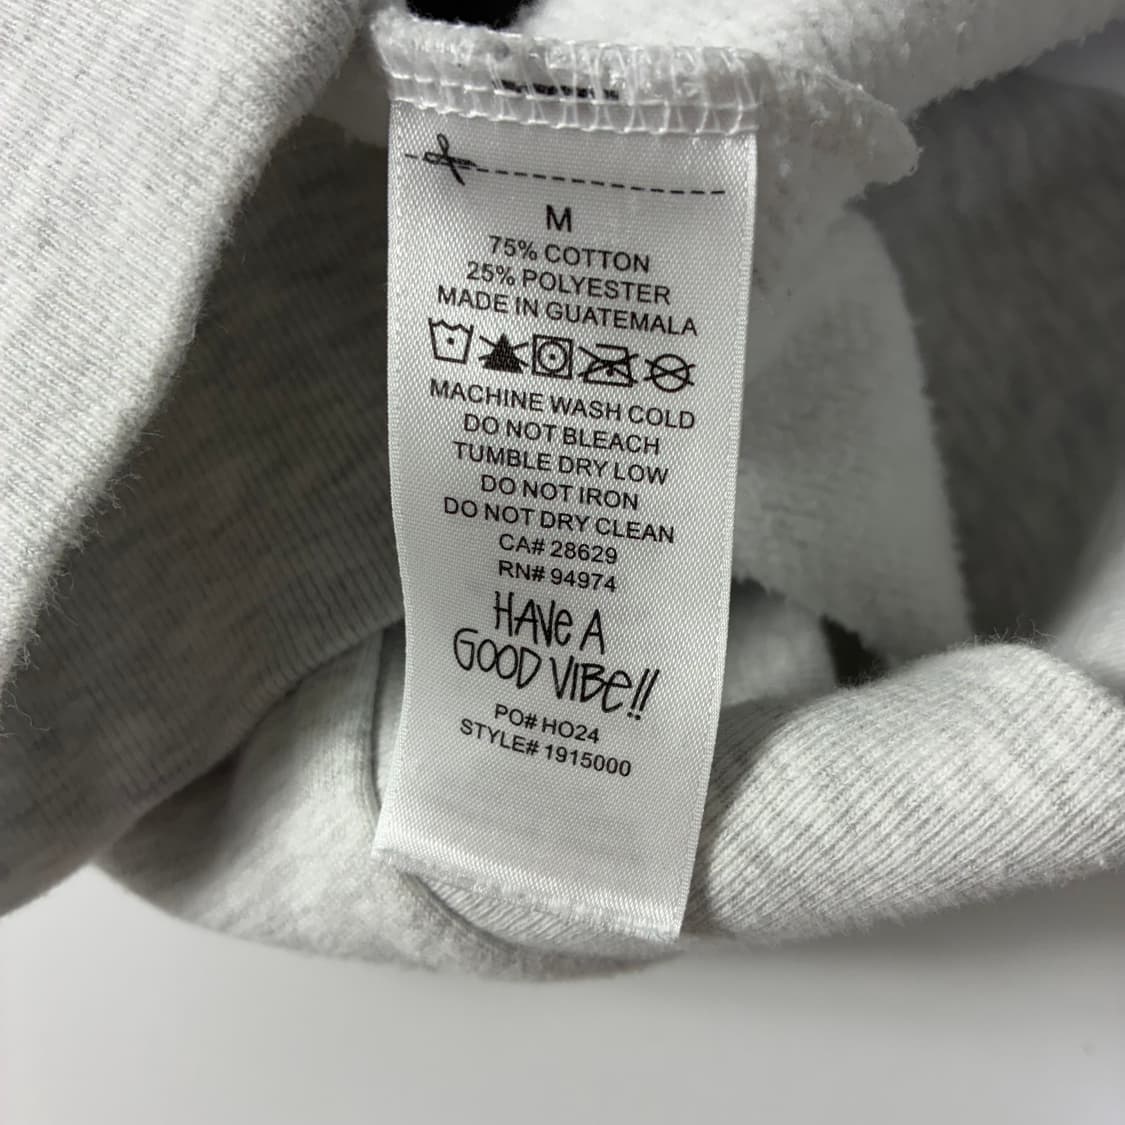 M
75% COTTON
25% POLYESTER
MADE IN GUATEMALA
MACHINE WASH COLD
DO NOT BLEACH
TUMBLE DRY LOW
DO NOT IRON
DO NOT DRY CLEAN
CA# 28629
RN# 94974
HAVe A
GOOD VIBe!!
PO# HO24
STYLE# 1915000